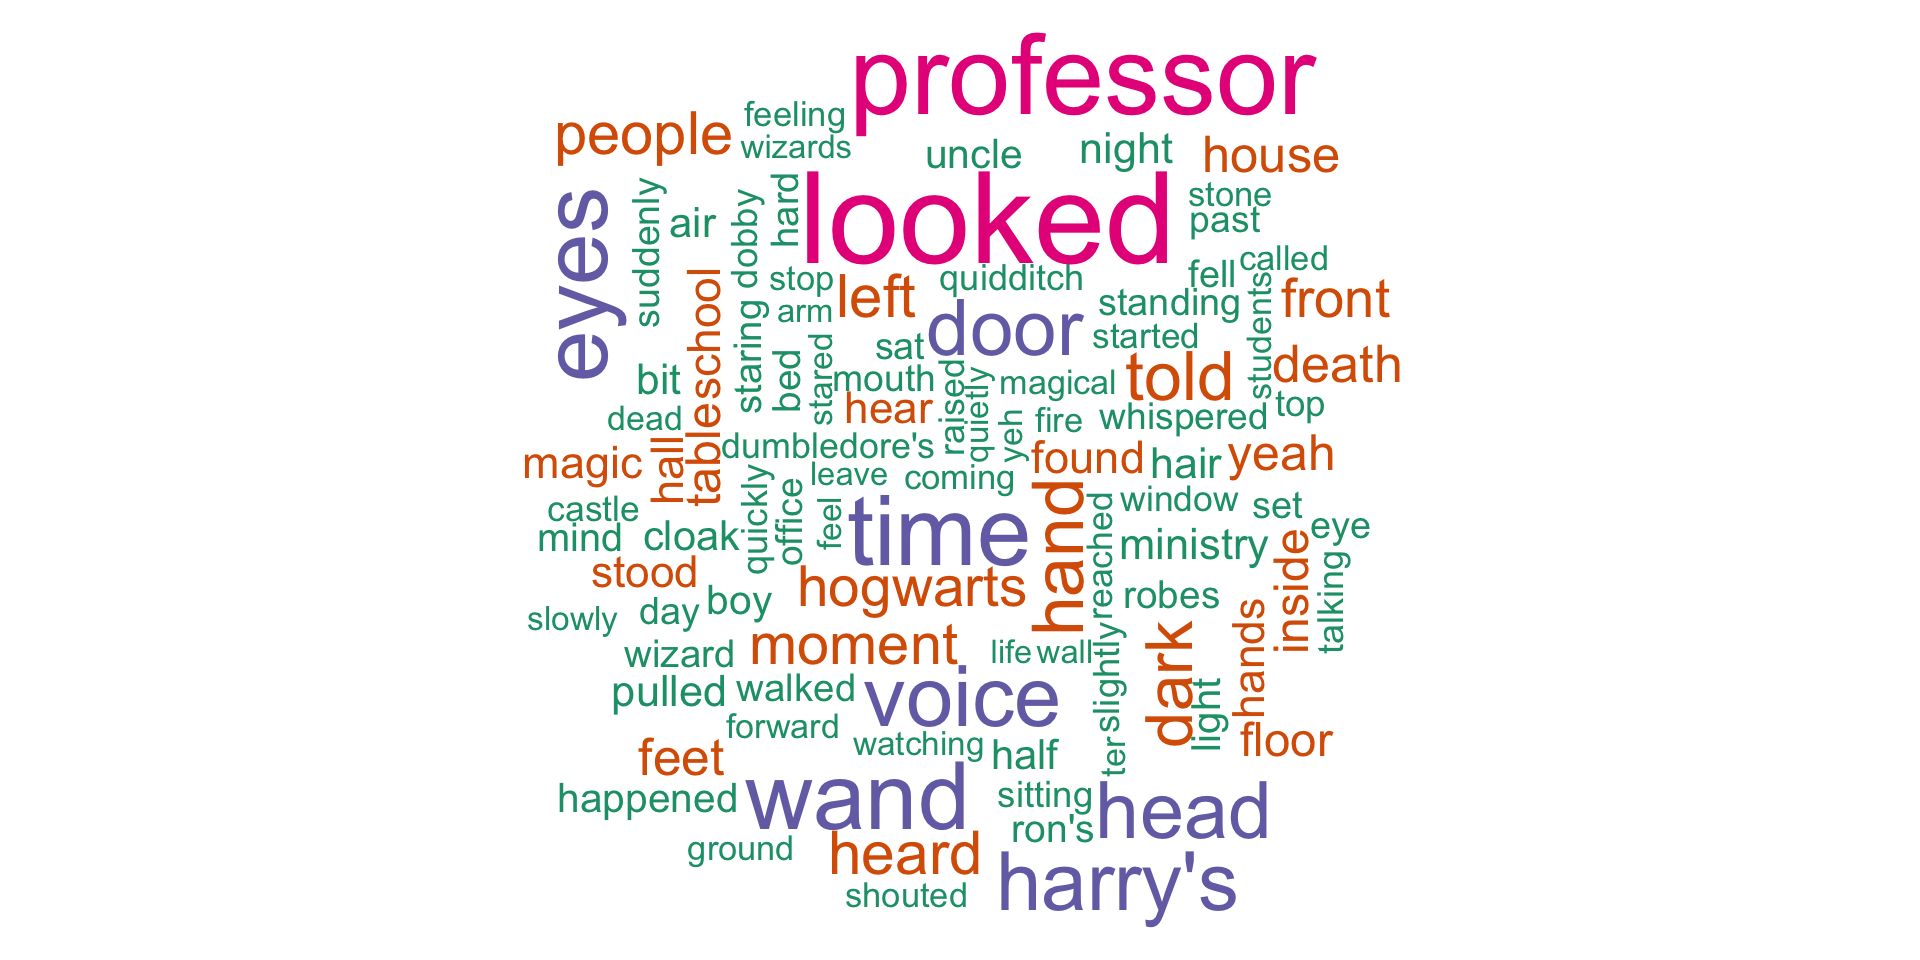 professor
feeling
people
wizards
uncle
night
house
looked
eyes
suddenly
air
dobby
hard
stone
past
called
stop
left
quidditch
fell
arm
standing
students
front
school
staring
door
started
sat
bed
stared
mouth
bit
told
death
magical
hear
raised
quietly
yeh
fire
whispered
top
dead
table
dumbledore's
magic
hall
leave
coming
found
hair
yeah
castle
quickly
office
feel
time
hand
window
set
eye
mind
cloak
reached
ministry
inside
talking
stood
hogwarts
robes
slowly
day
boy
hands
wizard
moment
life
wall
slightly
dark
light
pulled
walked
voice
forward
watching
half
ter
floor
feet
happened
wand
sitting
head
ron's
ground
heard
harry's
shouted